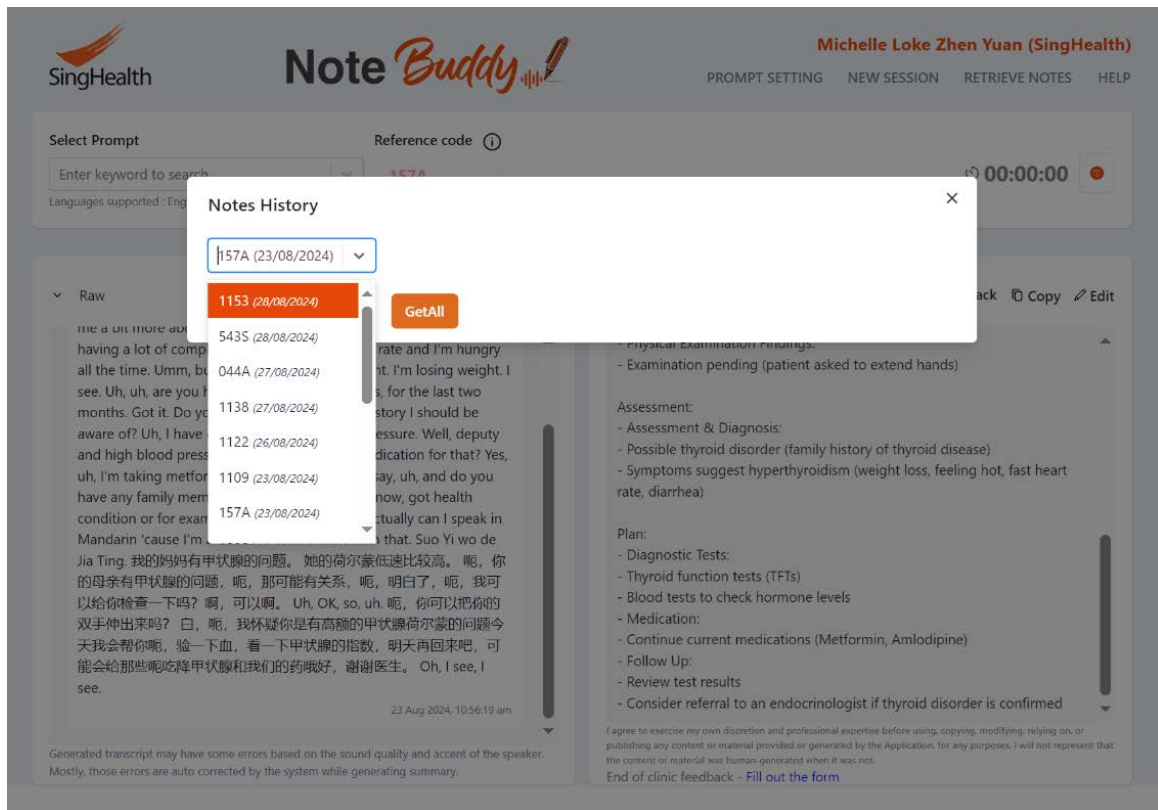 SingHealth
Note Buddy
Michelle Loke Zhen Yuan (SingHealth)
PROMPT SETTING NEW SESSION RETRIEVE NOTES HELP
Select Prompt
Reference code
Enter keyword to search
157A
00:00:00
Languages supported : Eng
Notes History
157A (23/08/2024)
1153 (28/08/2024)
543S (28/08/2024)
044A (27/08/2024)
1138 (27/08/2024)
1122 (26/08/2024)
1109 (23/08/2024)
157A (23/08/2024)
GetAll
Raw
me a bit more
having a lot of comp rate and I'm hungry
all the time. Umm, bu nt. I'm losing weight. I
see. Uh, uh, are you h s, for the last two
months. Got it. Do yo story I should be
aware of? Uh, I have essure. Well, deputy
and high blood press dication for that? Yes,
uh, I'm taking metfor say, uh, and do you
have any family mem now, got health
condition or for exam ctually can I speak in
Mandarin 'cause I'm that. Suo Yi wo de
Jia Ting. 我的妈妈有甲状腺的问题。 她的荷尔蒙低速比较高。 呃，你
的母亲有甲状腺的问题，呃，那可能有关系，呃，明白了，呃，我可
以给你检查一下吗？啊，可以啊。 Uh, OK, so, uh. 呃，你可以把你的
双手伸出来吗？ 白，呃，我怀疑你是有高额的甲状腺荷尔蒙的问题今
天我会帮你呃，验一下血，看一下甲状腺的指数，明天再回来吧，可
能会给那些呃吃降甲状腺和我们的药哦好，谢谢医生。 Oh, I see, I
see.
23 Aug 2024, 10:56:19 am
Generated transcript may have some errors based on the sound quality and accent of the speaker.
Mostly, those errors are auto corrected by the system while generating summary.
ack Copy Edit
- Physical Examination Findings:
- Examination pending (patient asked to extend hands)
Assessment:
- Assessment & Diagnosis:
- Possible thyroid disorder (family history of thyroid disease)
- Symptoms suggest hyperthyroidism (weight loss, feeling hot, fast heart
rate, diarrhea)
Plan:
- Diagnostic Tests:
- Thyroid function tests (TFTs)
- Blood tests to check hormone levels
- Medication:
- Continue current medications (Metformin, Amlodipine)
- Follow Up:
- Review test results
- Consider referral to an endocrinologist if thyroid disorder is confirmed
I agree to exercise my own discretion and professional expertise before using, copying, modifying, relying on, or
publishing any content or material provided or generated by the Application, for any purposes. I will not represent that
the content or material was human-generated when it was not.
End of clinic feedback - Fill out the form